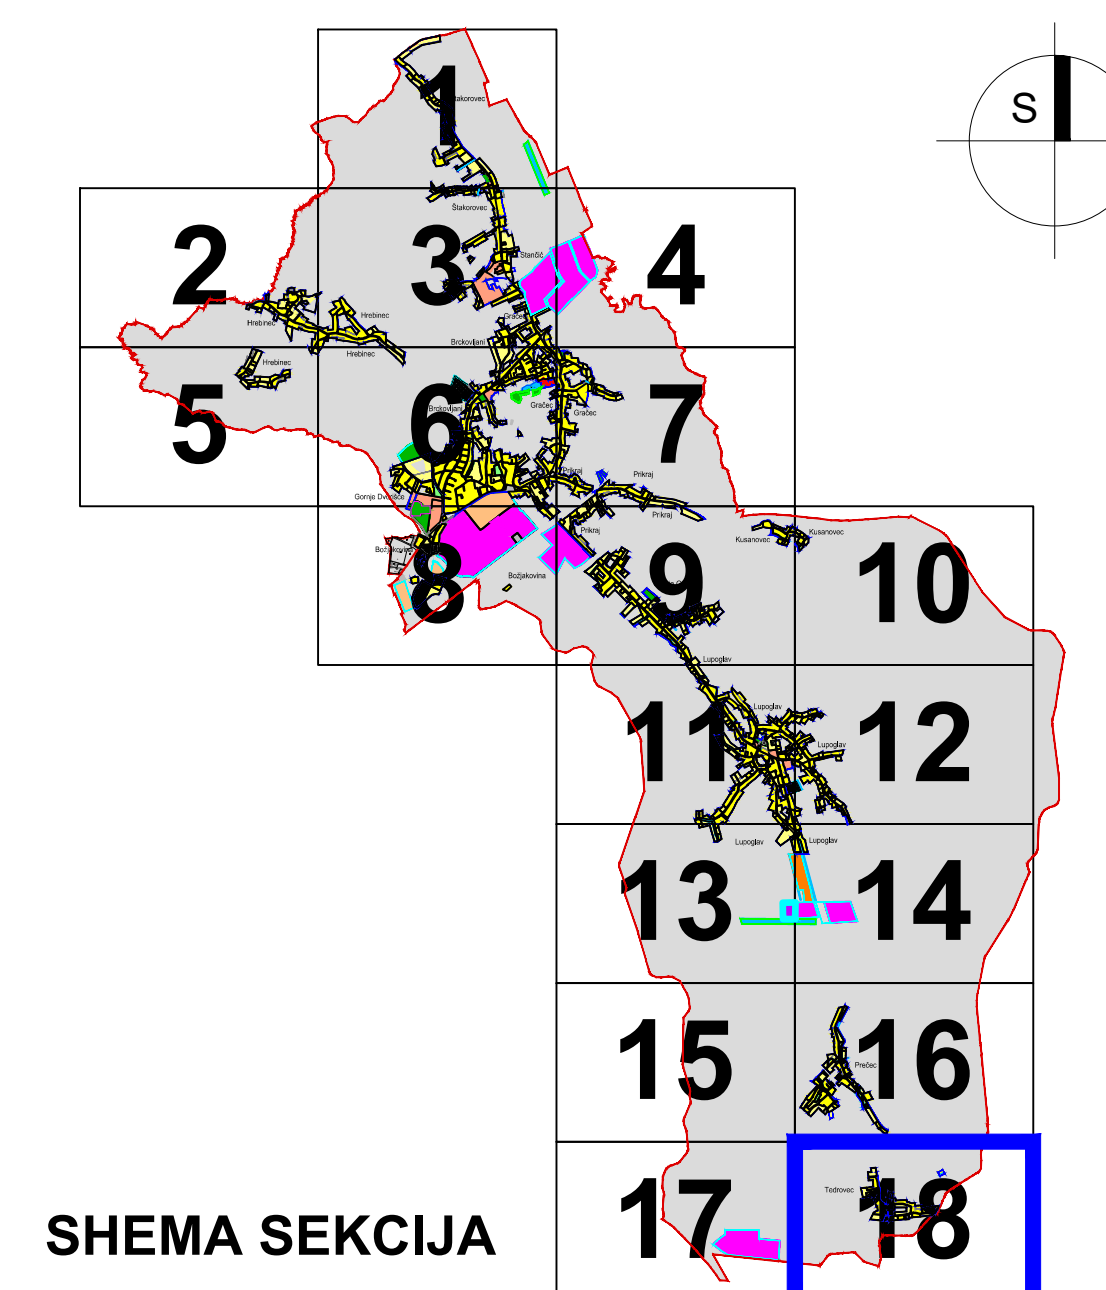 1
Štakorovec
S
Štakorovec
2
3
4
Stančić
Hrebinec
Hrebinec
Gračec
Brckovljani
Hrebinec
Hrebinec
5
6
7
Brckovljani
Gračec
Gračec
Prikraj
Prikraj
Gornje Dvorišće
Prikraj
Prikraj
Kusanovec
Kusanovec
Božjakovina
8
Božjakovina
9
10
Lupoglav
Lupoglav
11
12
Lupoglav
Lupoglav
Lupoglav
13
14
15
16
Prečec
Tedrovec
17
18
SHEMA SEKCIJA